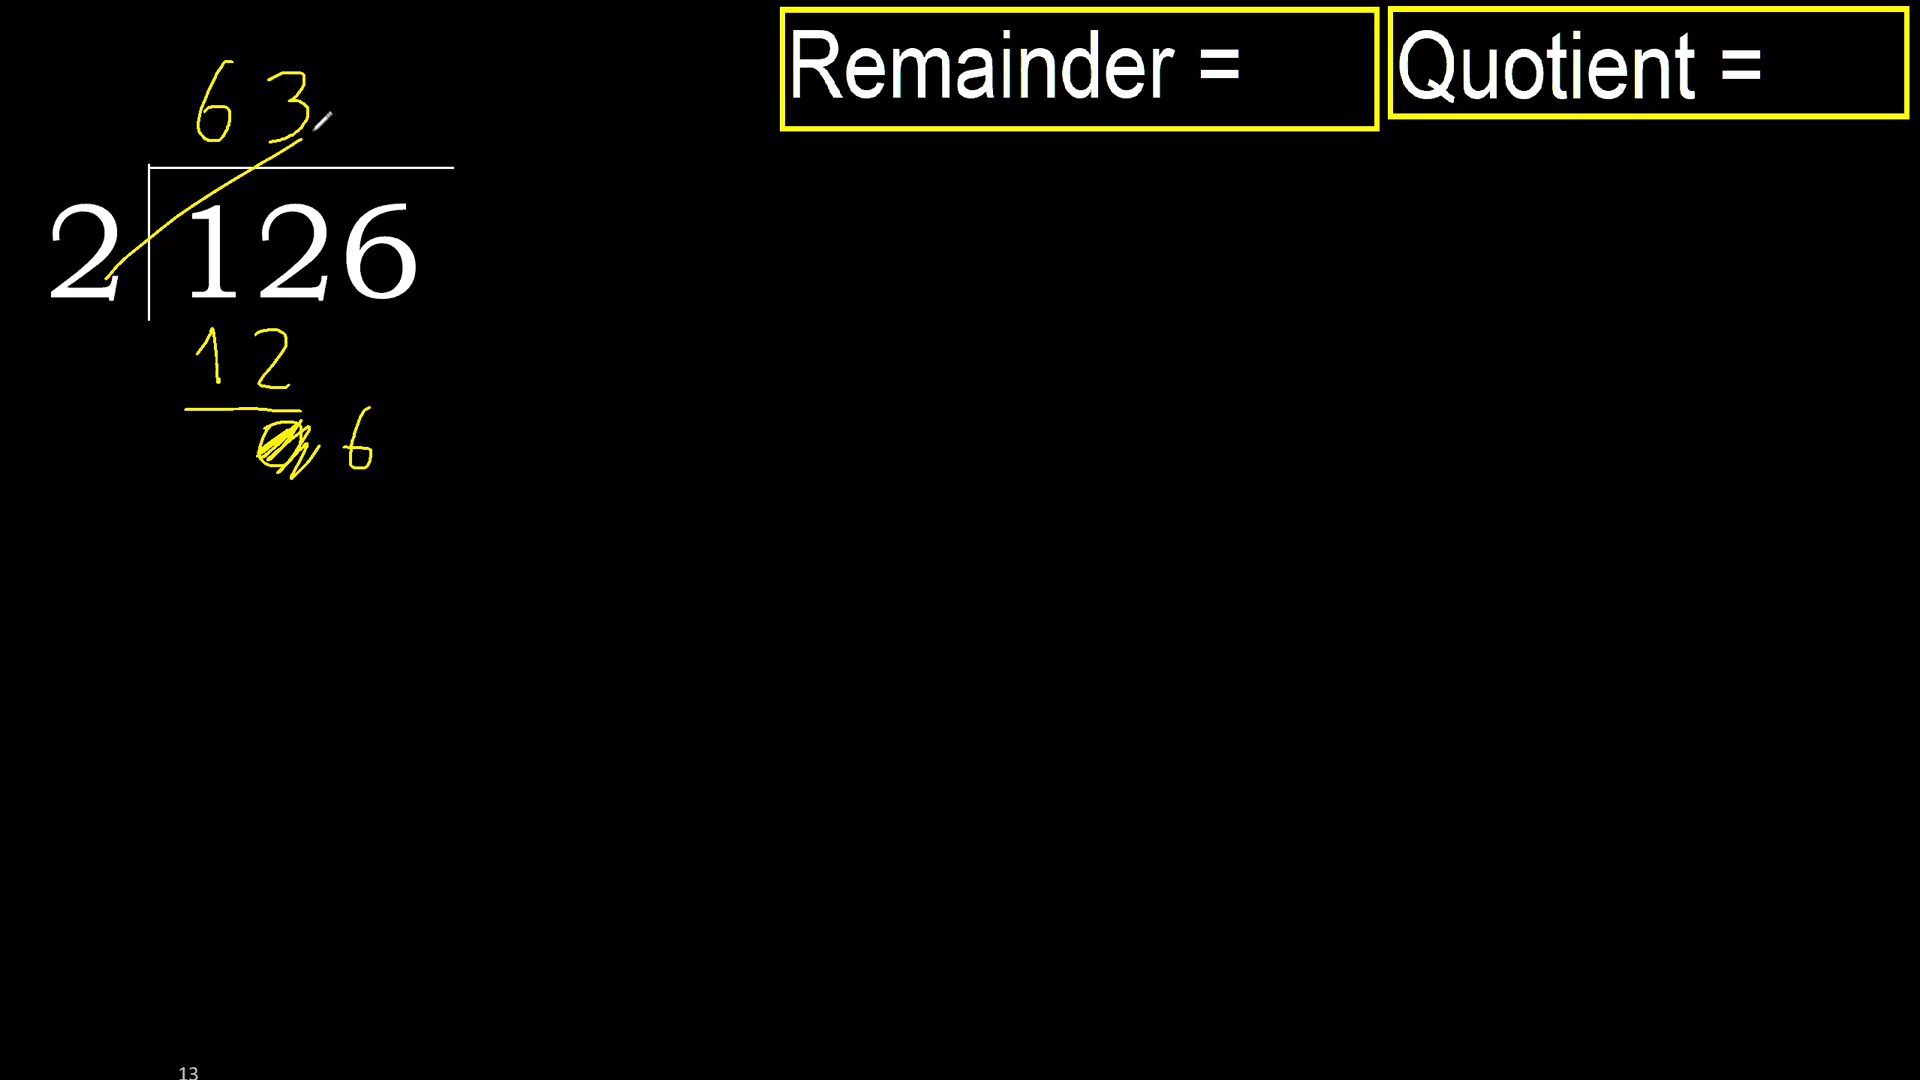 Remainder =
Quotient =
63
2 126
12
6
13